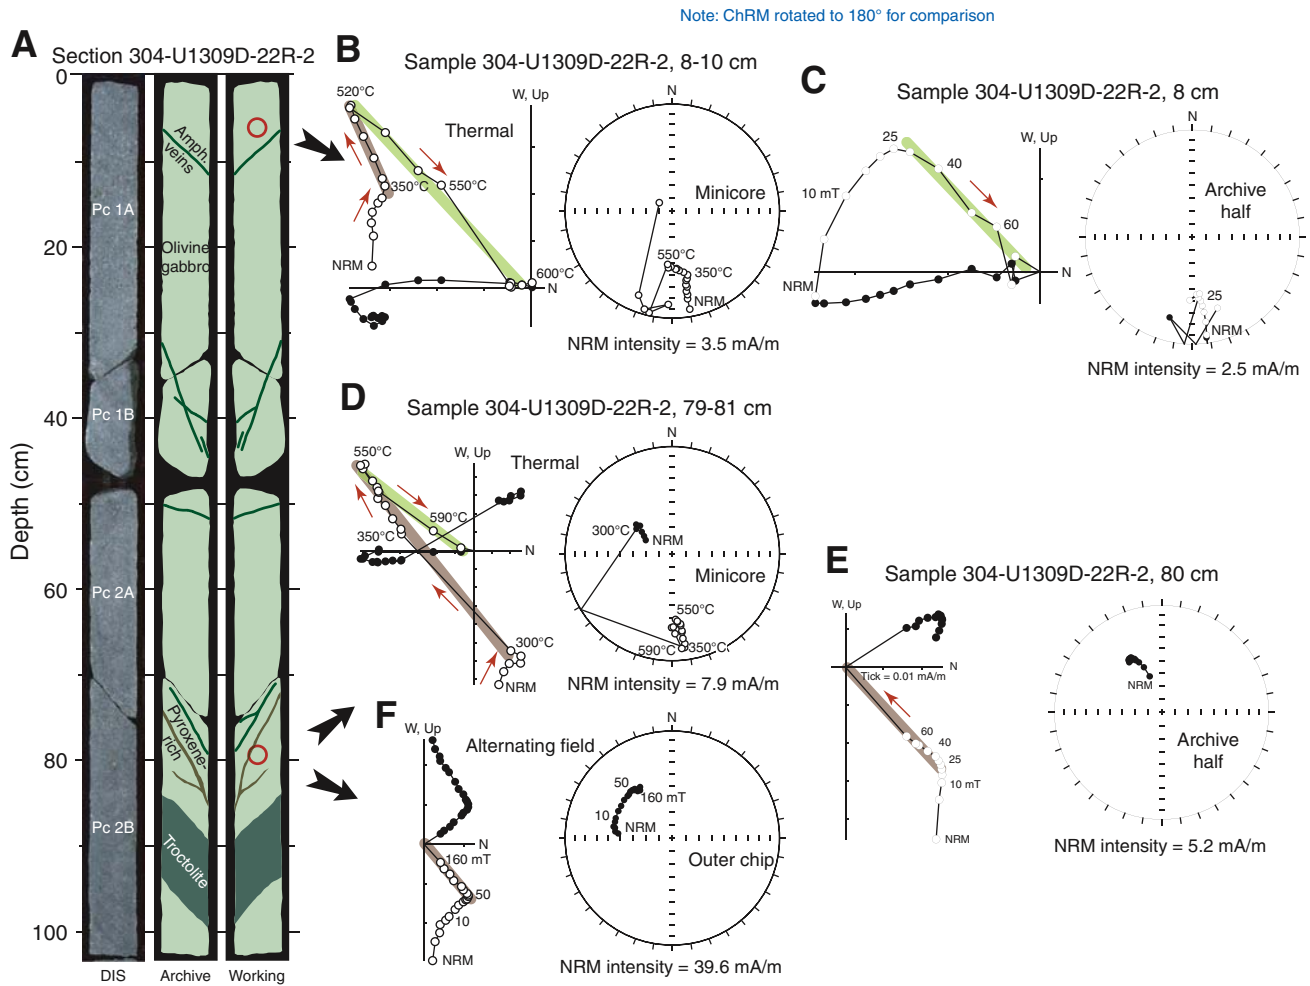 Note: ChRM rotated to 180° for comparison
A
Section 304-U1309D-22R-2
0
20
40
60
80
100
Depth (cm)
Pc 1A
Pc 1B
Pc 2A
Pc 2B
Amph.
veins
Olivine
gabbro
Pyroxene-
rich
Troctolite
DIS
Archive
Working
B
Sample 304-U1309D-22R-2, 8-10 cm
520°C
W, Up
Thermal
350°C
550°C
NRM
600°C
N
N
Minicore
550°C
350°C
NRM
NRM intensity = 3.5 mA/m
C
Sample 304-U1309D-22R-2, 8 cm
25
W, Up
40
10 mT
60
NRM
N
N
Archive
half
25
NRM
NRM intensity = 2.5 mA/m
D
Sample 304-U1309D-22R-2, 79-81 cm
550°C
W, Up
Thermal
590°C
350°C
N
300°C
NRM
N
300°C
NRM
Minicore
550°C
590°C
350°C
NRM intensity = 7.9 mA/m
E
Sample 304-U1309D-22R-2, 80 cm
W, Up
N
Tick = 0.01 mA/m
60
40
25
10 mT
NRM
N
NRM
Archive
half
NRM intensity = 5.2 mA/m
F
W, Up
Alternating field
N
160 mT
50
10
NRM
N
50
160 mT
10
NRM
Outer chip
NRM intensity = 39.6 mA/m